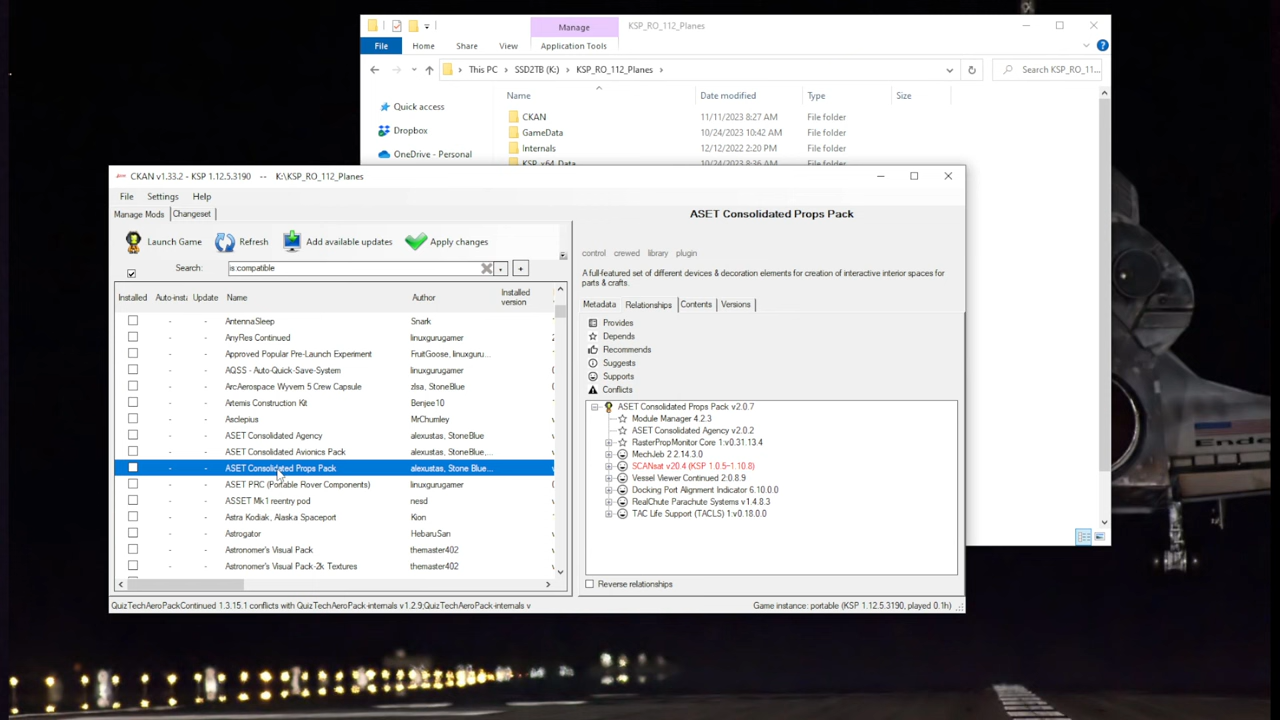 Manage
KSP_RO_112_Planes
File Home Share View Application Tools
This PC > SSD2TB (K:) > KSP_RO_112_Planes >
Search KSP_RO_11...
Quick access
Dropbox
OneDrive - Personal
Name Date modified Type Size
CKAN 11/11/2023 8:27 AM File folder
GameData 10/24/2023 10:42 AM File folder
Internals 12/12/2022 2:20 PM File folder
KSP_x64_Data 10/24/2023 8:36 AM File folder
CKAN v1.33.2 - KSP 1.12.5.3190 -- K:\KSP_RO_112_Planes
File Settings Help
Manage Mods Changeset
Launch Game Refresh Add available updates Apply changes
Search: is:compatible
Installed Auto-insta Update Name Author Installed version
AntennaSleep Snark
AnyRes Continued linuxgurugamer 2
Approved Popular Pre-Launch Experiment FruitGoose, linuxgu...
AQSS - Auto-Quick-Save-System linuxgurugamer
ArcAerospace Wyvern 5 Crew Capsule zlsa, StoneBlue
Artemis Construction Kit Benjee10
Asclepius MrChumley
ASET Consolidated Agency alexustas, StoneBlue
ASET Consolidated Avionics Pack alexustas, StoneBlue,...
ASET Consolidated Props Pack alexustas, Stone Blue...
ASET PRC (Portable Rover Components) linuxgurugamer
ASSET Mk1 reentry pod nesd
Astra Kodiak, Alaska Spaceport Kion
Astrogator HebaruSan
Astronomer's Visual Pack themaster402
Astronomer's Visual Pack-2k Textures themaster402
ASET Consolidated Props Pack
control crewed library plugin
A full-featured set of different devices & decoration elements for creation of interactive interior spaces for
parts & crafts.
Metadata Relationships Contents Versions
Provides
Depends
Recommends
Suggests
Supports
Conflicts
ASET Consolidated Props Pack v2.0.7
Module Manager 4.2.3
ASET Consolidated Agency v2.0.2
RasterPropMonitor Core 1:v0.31.13.4
MechJeb 2 2.14.3.0
SCANsat v20.4 (KSP 1.0.5–1.10.8)
Vessel Viewer Continued 2:0.8.9
Docking Port Alignment Indicator 6.10.0.0
RealChute Parachute Systems v1.4.8.3
TAC Life Support (TACLS) 1:v0.18.0.0
Reverse relationships
QuizTechAeroPackContinued 1.3.15.1 conflicts with QuizTechAeroPack-internals v1.2.9;QuizTechAeroPack-internals v
Game instance: portable (KSP 1.12.5.3190, played 0.1h)